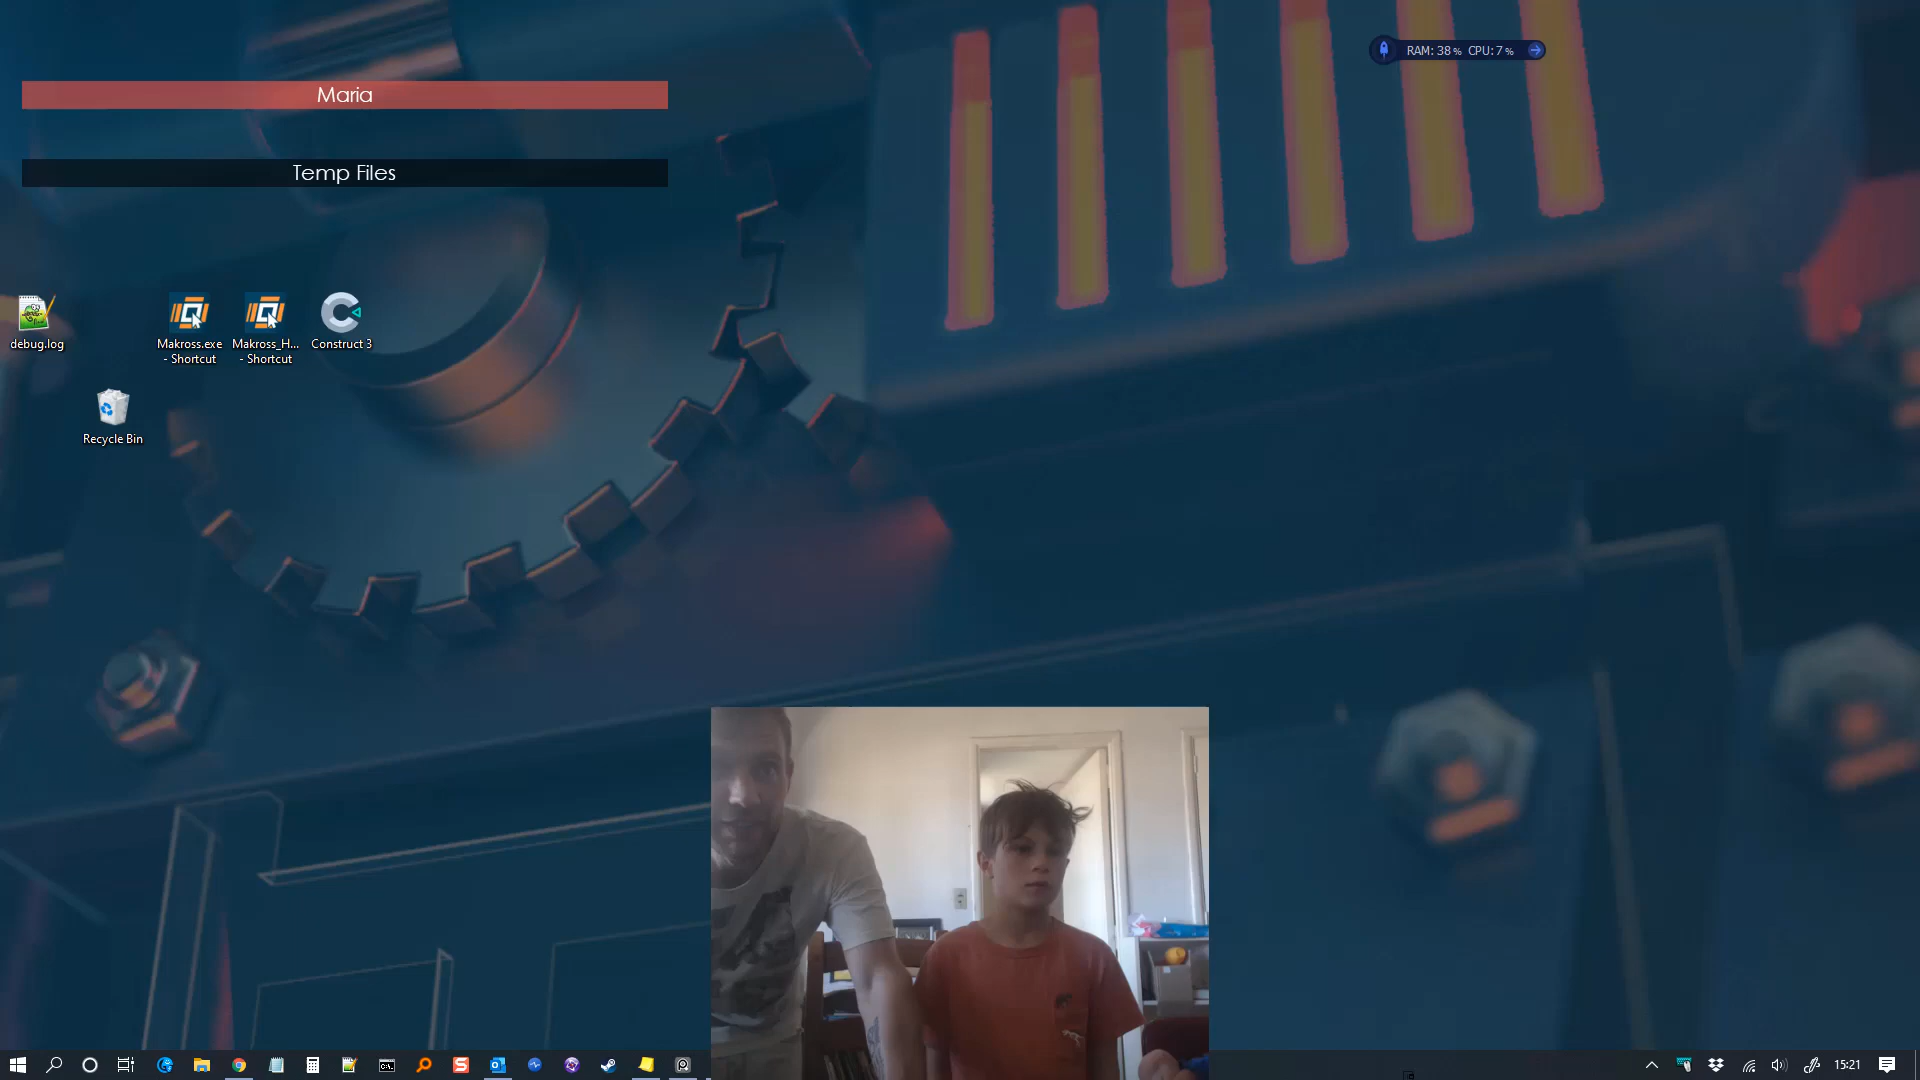 RAM: 38% CPU: 7%
Maria
Temp Files
debug.log
Makross.exe
- Shortcut
Makross_H...
- Shortcut
Construct 3
Recycle Bin
15:21